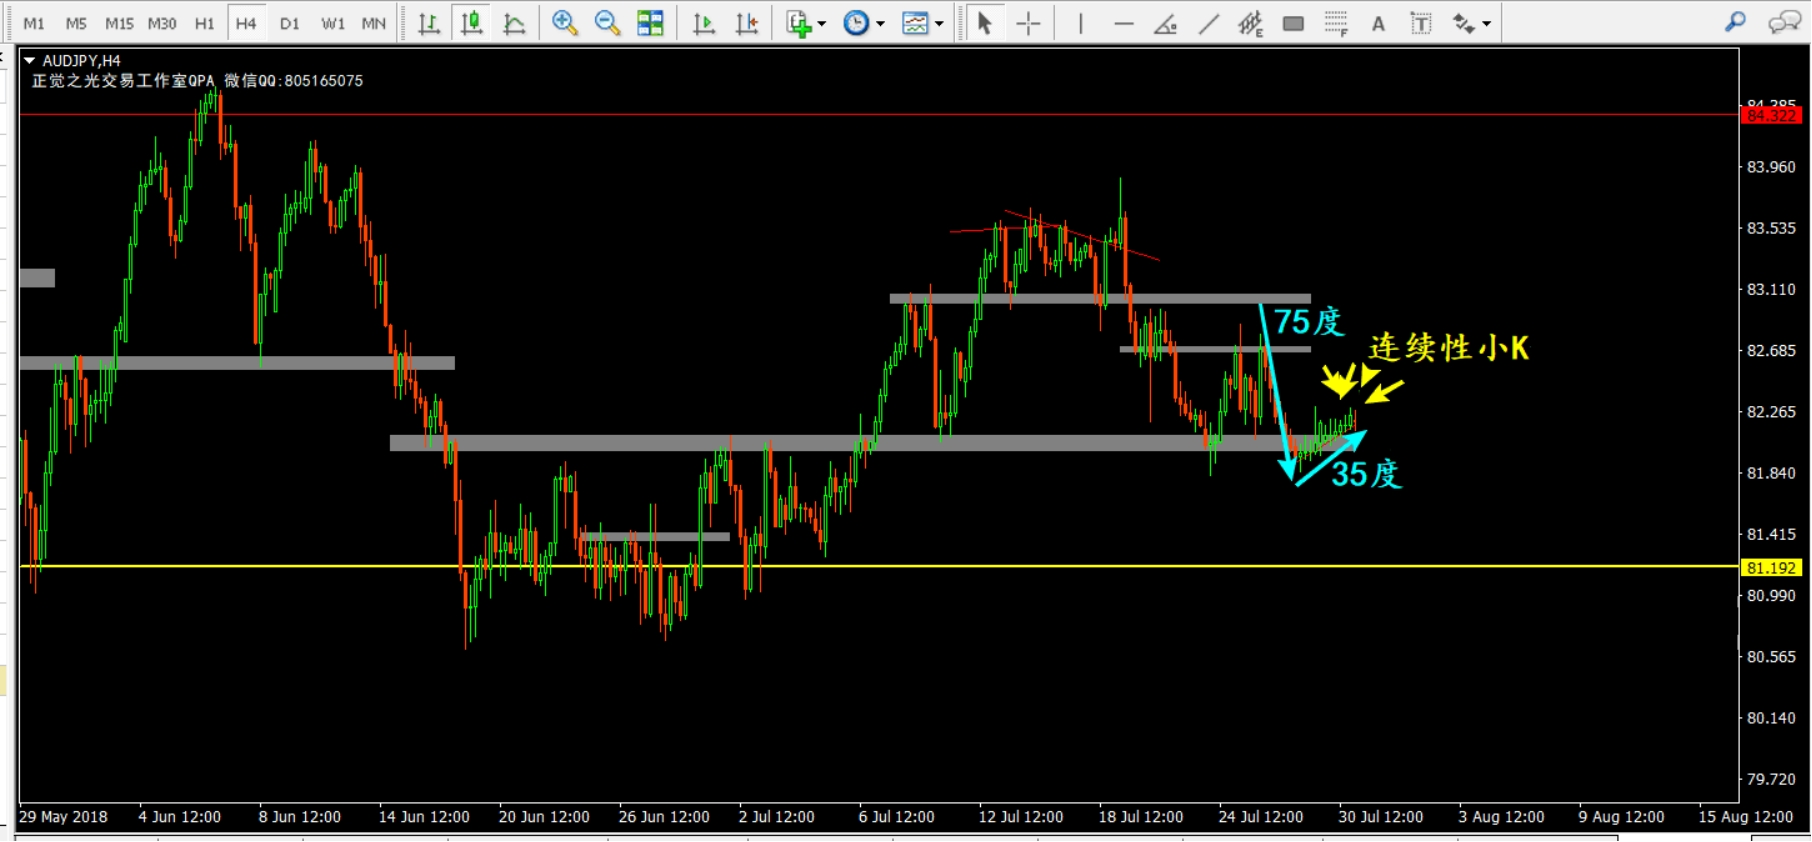 M1 M5 M15 M30 H1 H4 D1 W1 MN
E F A T
AUDJPY,H4
正觉之光交易工作室QPA 微信QQ:805165075
84.385
84.322
83.960
83.535
83.110
75度
连续性小K
82.685
82.265
35度
81.840
81.415
81.192
80.990
80.565
80.140
79.720
29 May 2018 4 Jun 12:00 8 Jun 12:00 14 Jun 12:00 20 Jun 12:00 26 Jun 12:00 2 Jul 12:00 6 Jul 12:00 12 Jul 12:00 18 Jul 12:00 24 Jul 12:00 30 Jul 12:00 3 Aug 12:00 9 Aug 12:00 15 Aug 12:00